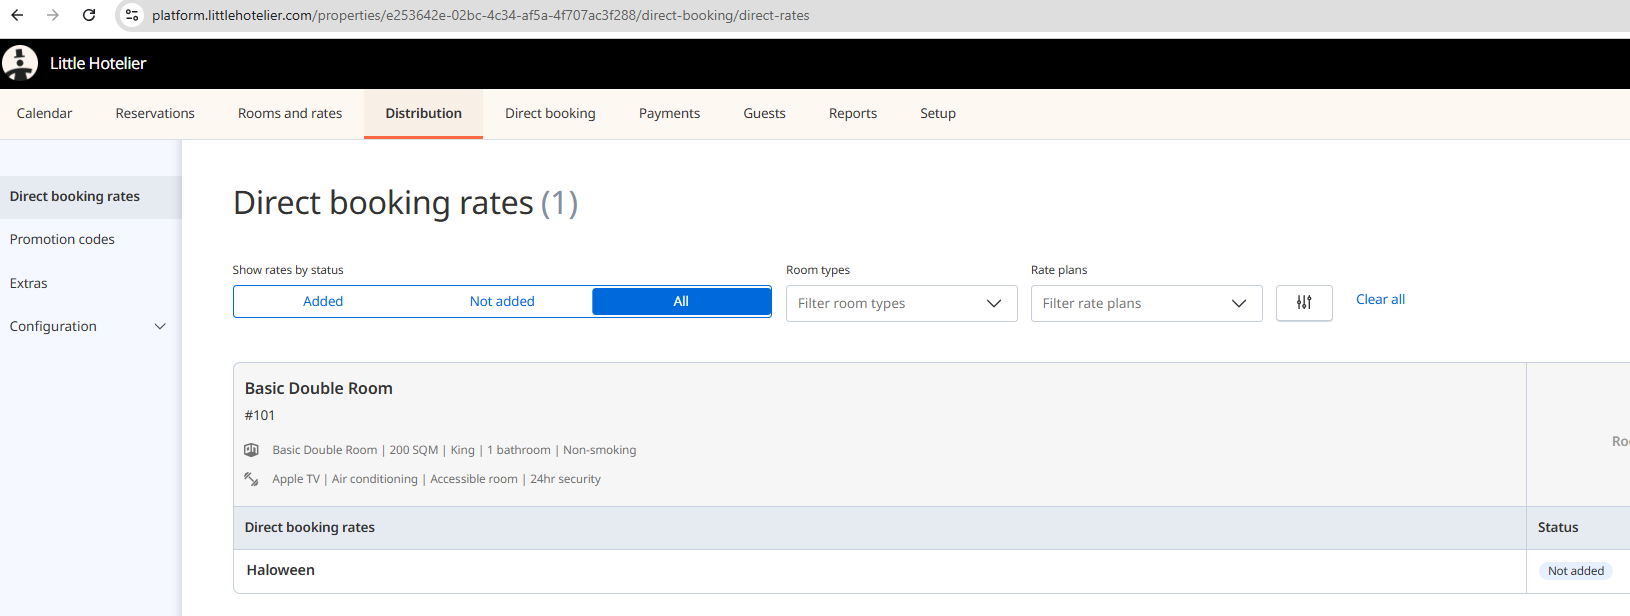 platform.littlehotelier.com/properties/e253642e-02bc-4c34-af5a-4f707ac3f288/direct-booking/direct-rates
Little Hotelier
Calendar Reservations Rooms and rates Distribution Direct booking Payments Guests Reports Setup
Direct booking rates
Promotion codes
Extras
Configuration
Direct booking rates (1)
Show rates by status Room types Rate plans
Added Not added All Filter room types Filter rate plans Clear all
Basic Double Room
#101
Basic Double Room | 200 SQM | King | 1 bathroom | Non-smoking
Apple TV | Air conditioning | Accessible room | 24hr security
Direct booking rates Status
Haloween Not added